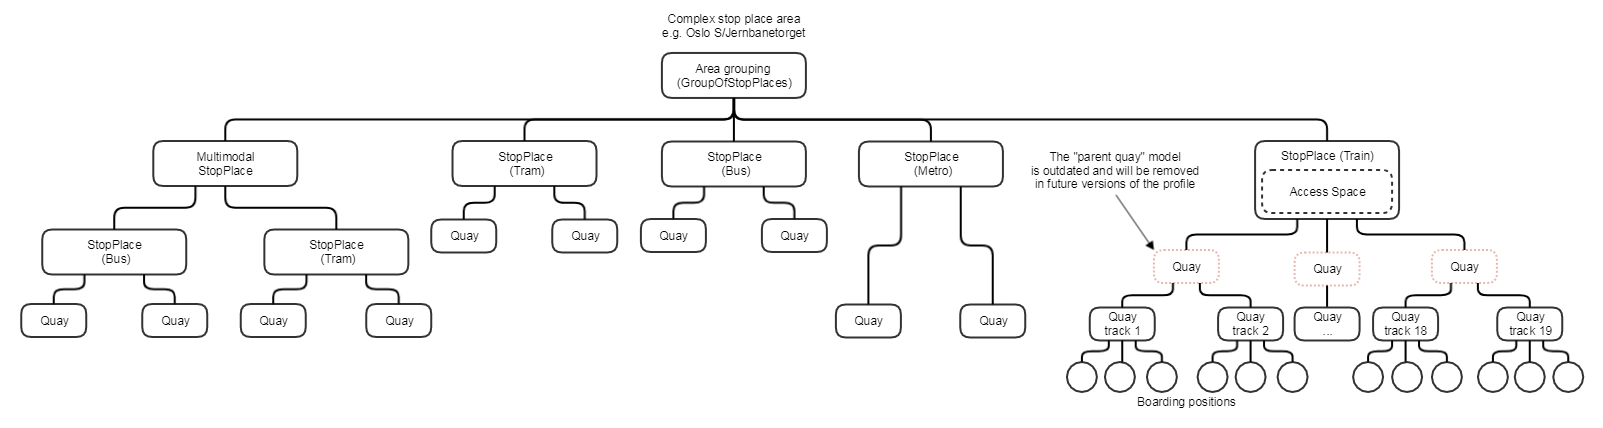 Complex stop place area
e.g. Oslo S/Jernbanetorget
Area grouping
(GroupOfStopPlaces)
Multimodal
StopPlace
StopPlace
(Tram)
StopPlace
(Bus)
StopPlace
(Metro)
The "parent quay" model
is outdated and will be removed
in future versions of the profile
StopPlace (Train)
Access Space
StopPlace
(Bus)
StopPlace
(Tram)
Quay
Quay
Quay
Quay
Quay
Quay
Quay
Quay
Quay
Quay
Quay
Quay
Quay
Quay
track 1
Quay
track 2
Quay
...
Quay
track 18
Quay
track 19
Boarding positions